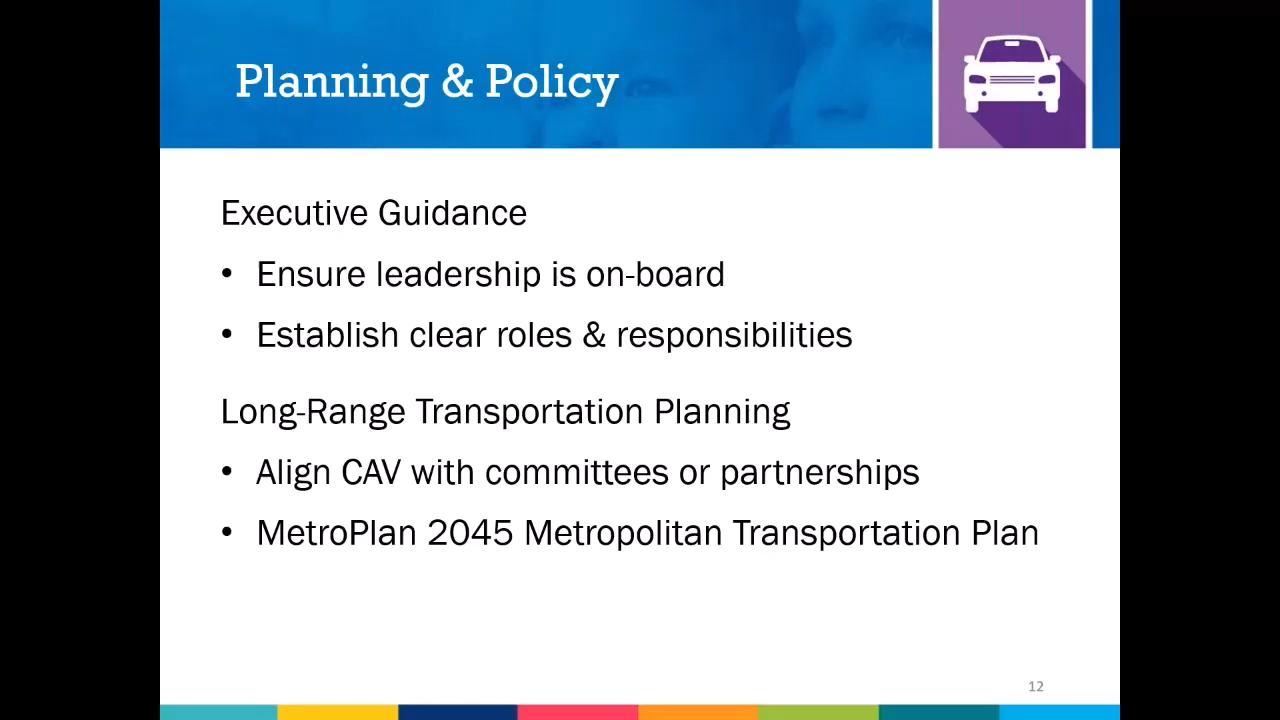 Planning & Policy
Executive Guidance
• Ensure leadership is on-board
• Establish clear roles & responsibilities
Long-Range Transportation Planning
• Align CAV with committees or partnerships
• MetroPlan 2045 Metropolitan Transportation Plan
12